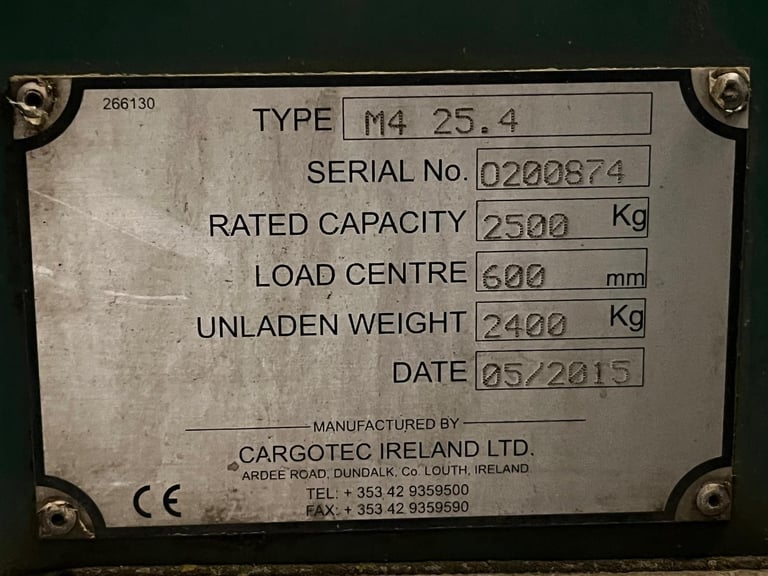 266130
TYPE M4 25.4
SERIAL No. 0200874
RATED CAPACITY 2500 Kg
LOAD CENTRE 600 mm
UNLADEN WEIGHT 2400 Kg
DATE 05/2015
MANUFACTURED BY
CARGOTEC IRELAND LTD.
ARDEE ROAD, DUNDALK, Co. LOUTH, IRELAND
TEL: + 353 42 9359500
FAX: + 353 42 9359590
CE